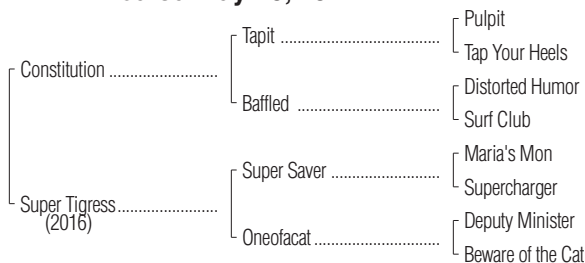 Pulpit
Tapit
Tap Your Heels
Constitution
Distorted Humor
Baffled
Surf Club
Maria's Mon
Super Saver
Supercharger
Super Tigress
(2016)
Deputy Minister
Oneofacat
Beware of the Cat